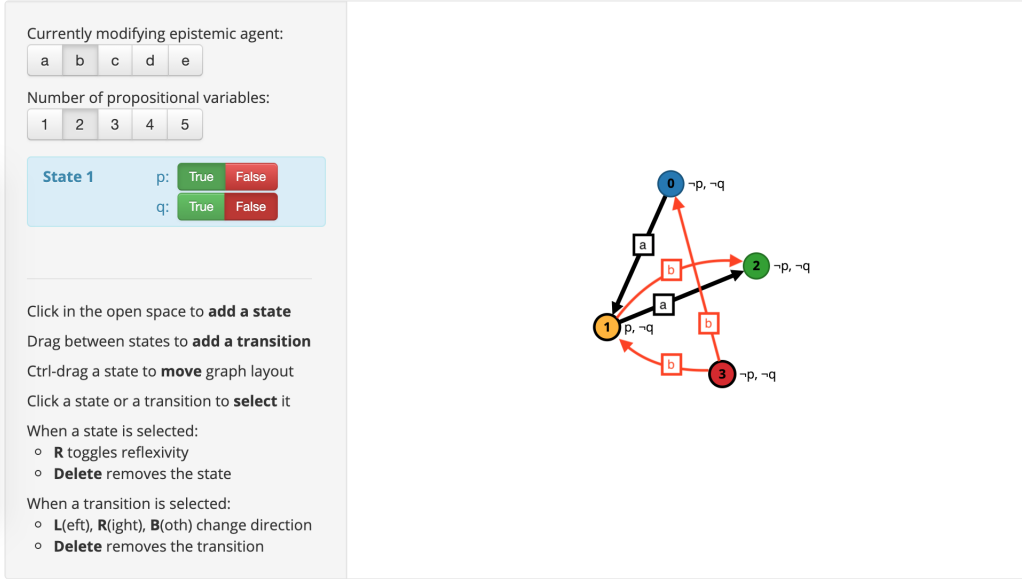 Currently modifying epistemic agent:
a b c d e
Number of propositional variables:
1 2 3 4 5
State 1 p: True False
q: True False
Click in the open space to add a state
Drag between states to add a transition
Ctrl-drag a state to move graph layout
Click a state or a transition to select it
When a state is selected:
R toggles reflexivity
Delete removes the state
When a transition is selected:
L(eft), R(ight), B(oth) change direction
Delete removes the transition
0 ¬p, ¬q
a
b
2 ¬p, ¬q
a
1 p, ¬q
b
b
3 ¬p, ¬q